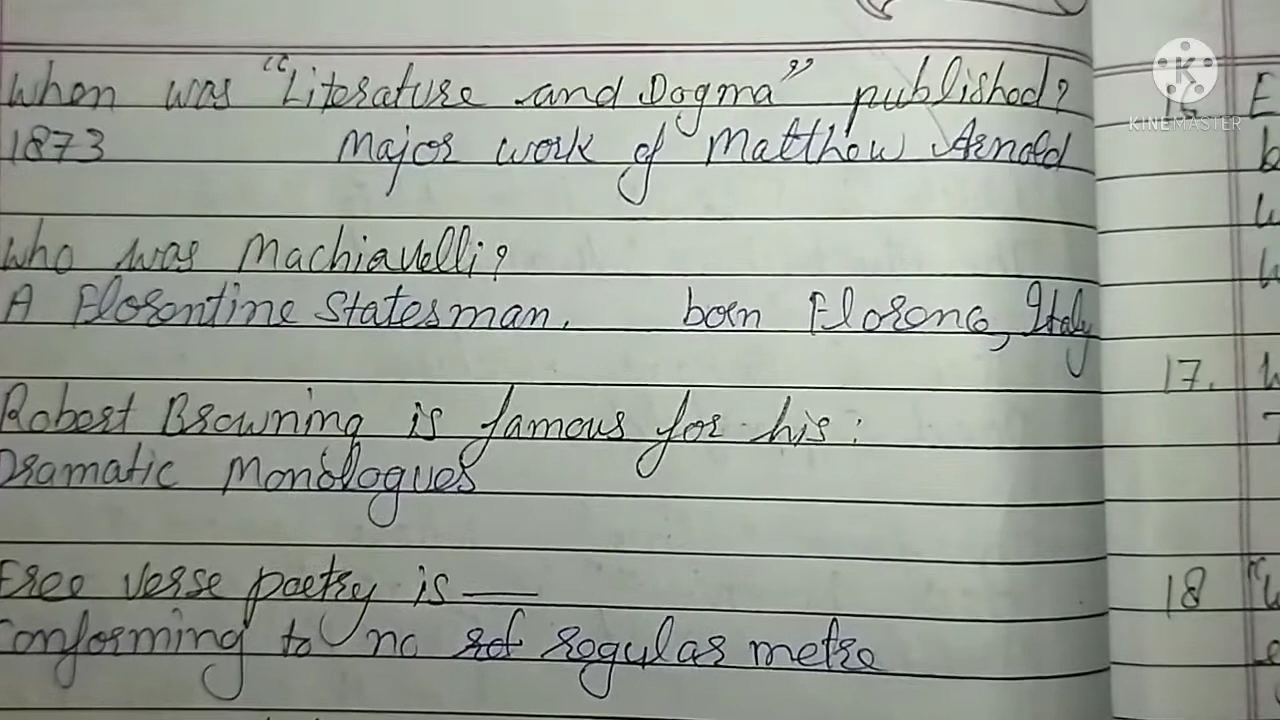 When was "Literature and Dogma" published?
1873 Major work of Matthew Arnold
Who was Machiavelli?
A Florentine Statesman. born Florence, Italy
Robert Browning is famous for his:
Dramatic Monologues
Free verse poetry is —
Conforming to no set regular metre
17.
18
KINEMASTER